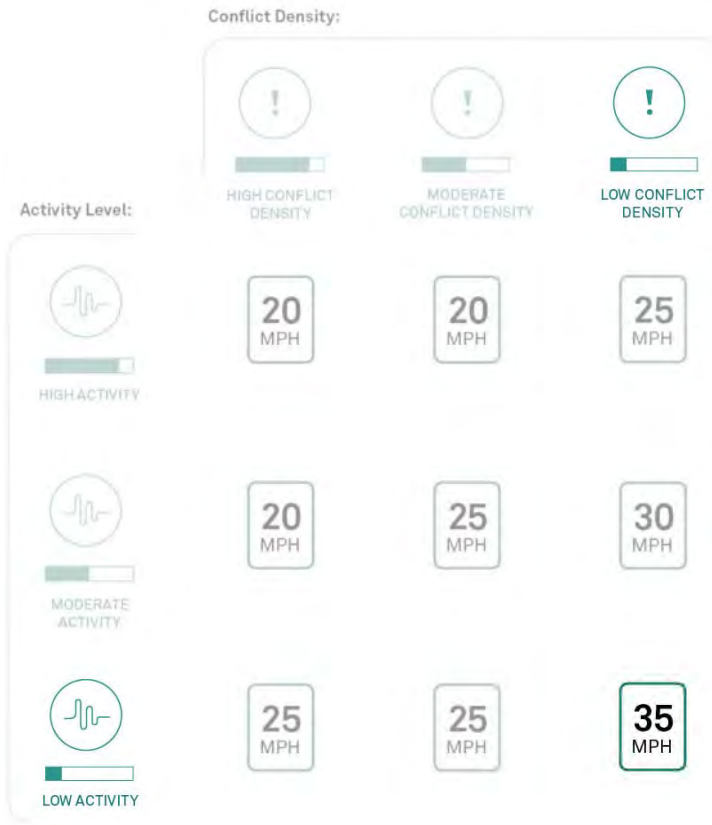 Conflict Density:
!
!
!
HIGH CONFLICT
DENSITY
MODERATE
CONFLICT DENSITY
LOW CONFLICT
DENSITY
Activity Level:
HIGH ACTIVITY
20
MPH
20
MPH
25
MPH
MODERATE
ACTIVITY
20
MPH
25
MPH
30
MPH
LOW ACTIVITY
25
MPH
25
MPH
35
MPH